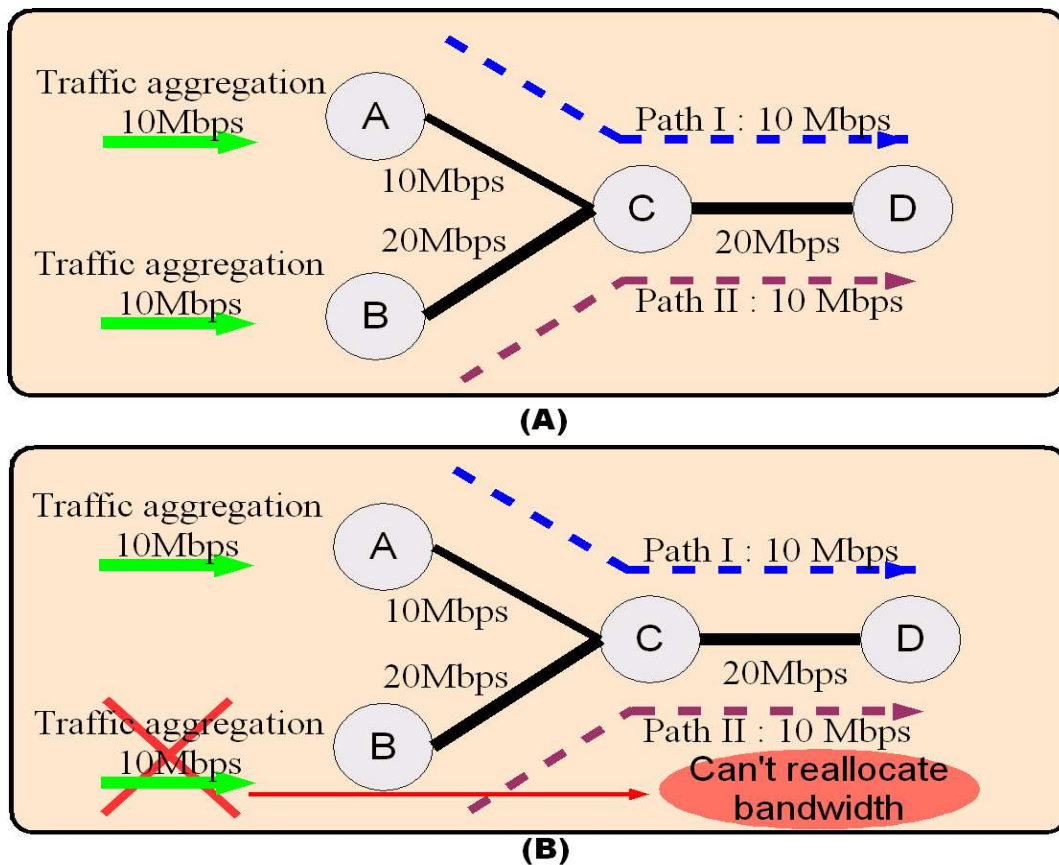 Traffic aggregation
10Mbps
A
Path I : 10 Mbps
10Mbps
C
D
20Mbps
20Mbps
Traffic aggregation
10Mbps
B
Path II : 10 Mbps
(A)
Traffic aggregation
10Mbps
A
Path I : 10 Mbps
10Mbps
C
D
20Mbps
20Mbps
Traffic aggregation
10Mbps
B
Path II : 10 Mbps
Can't reallocate
bandwidth
(B)